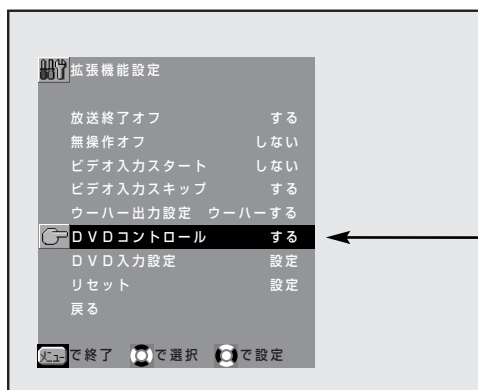 拡張機能設定
放送終了オフ する
無操作オフ しない
ビデオ入力スタート しない
ビデオ入力スキップ する
ウーハー出力設定 ウーハーする
DVDコントロール する
DVD入力設定 設定
リセット 設定
戻る
メニュー で終了 で選択 で設定